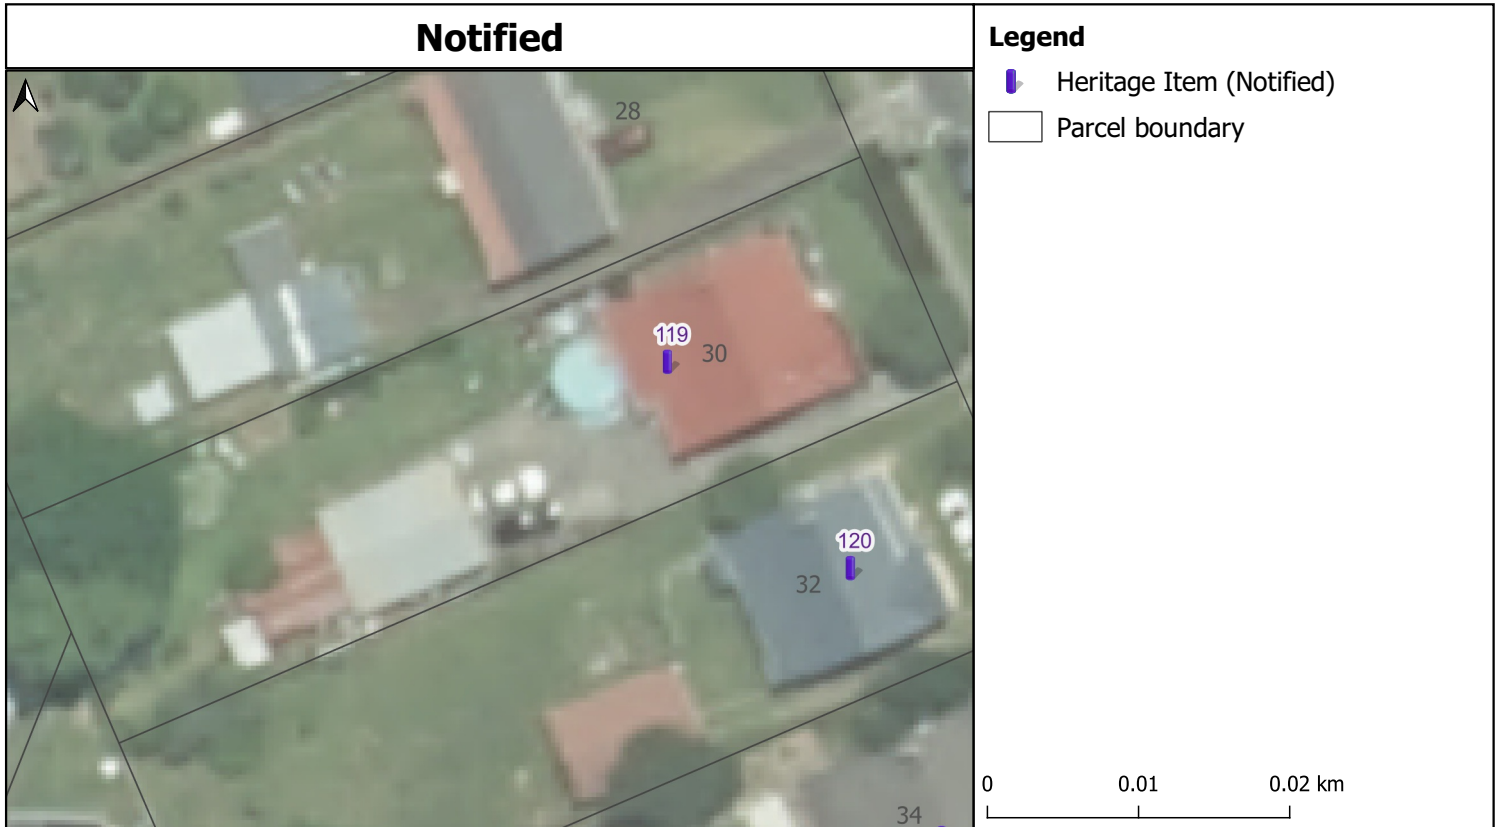 Notified
28
119
30
120
32
34
Legend
Heritage Item (Notified)
Parcel boundary
0 0.01 0.02 km